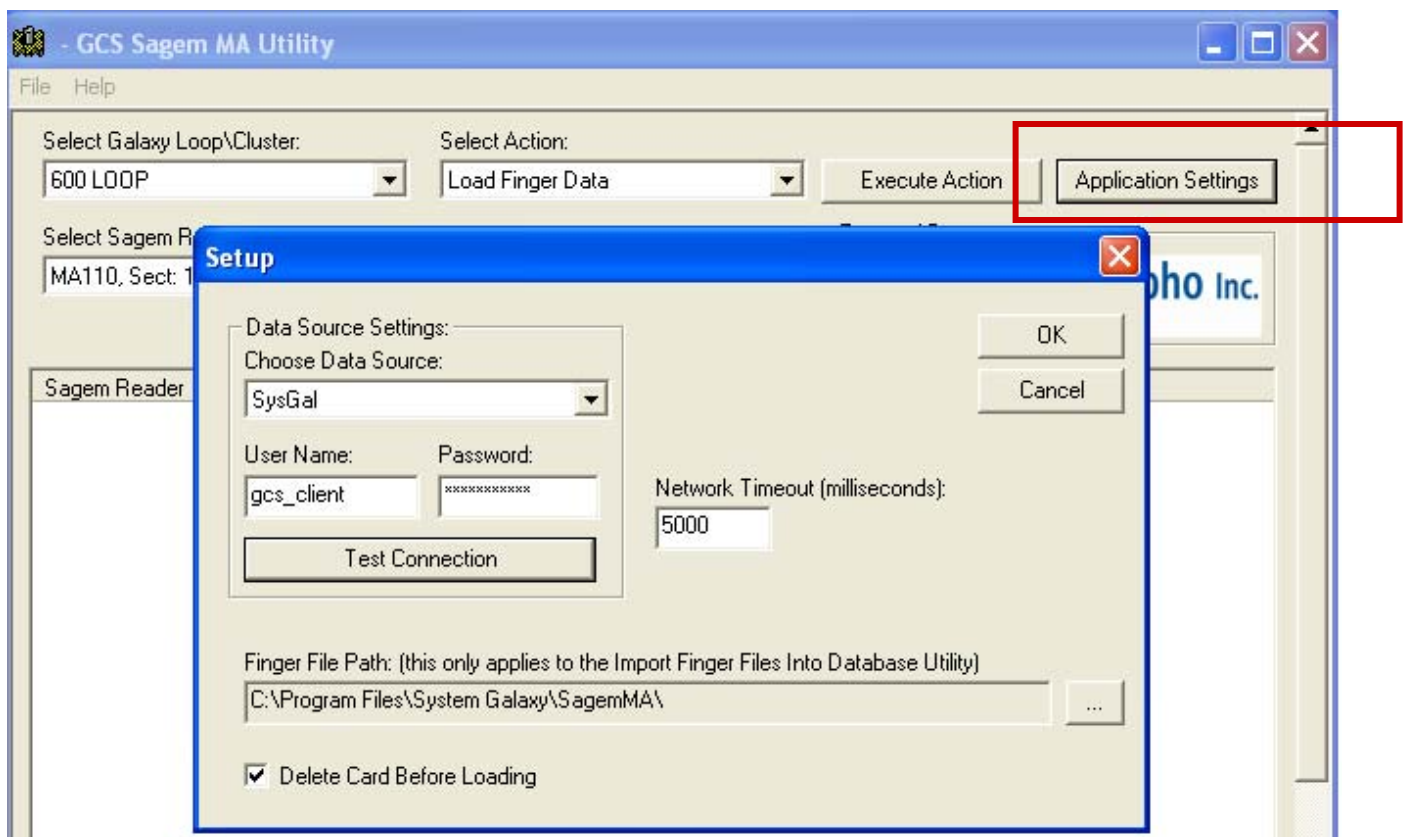 - GCS Sagem MA Utility
File Help
Select Galaxy Loop\Cluster:
Select Action:
600 LOOP
Load Finger Data
Execute Action
Application Settings
Select Sagem R
MA110, Sect: 1
pho Inc.
Sagem Reader
Setup
Data Source Settings:
Choose Data Source:
SysGal
OK
Cancel
User Name:
Password:
gcs_client
***********
Network Timeout (milliseconds):
5000
Test Connection
Finger File Path: (this only applies to the Import Finger Files Into Database Utility)
C:\Program Files\System Galaxy\SagemMA\
...
Delete Card Before Loading